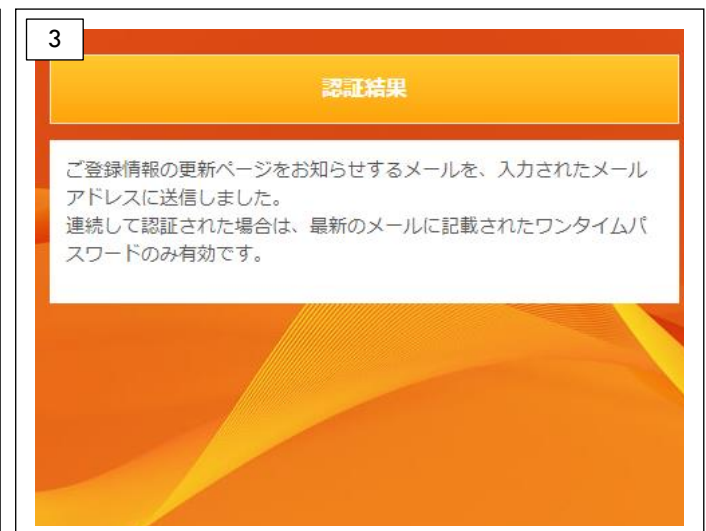 3
認証結果
ご登録情報の更新ページをお知らせするメールを、入力されたメール
アドレスに送信しました。
連続して認証された場合は、最新のメールに記載されたワンタイムパ
スワードのみ有効です。